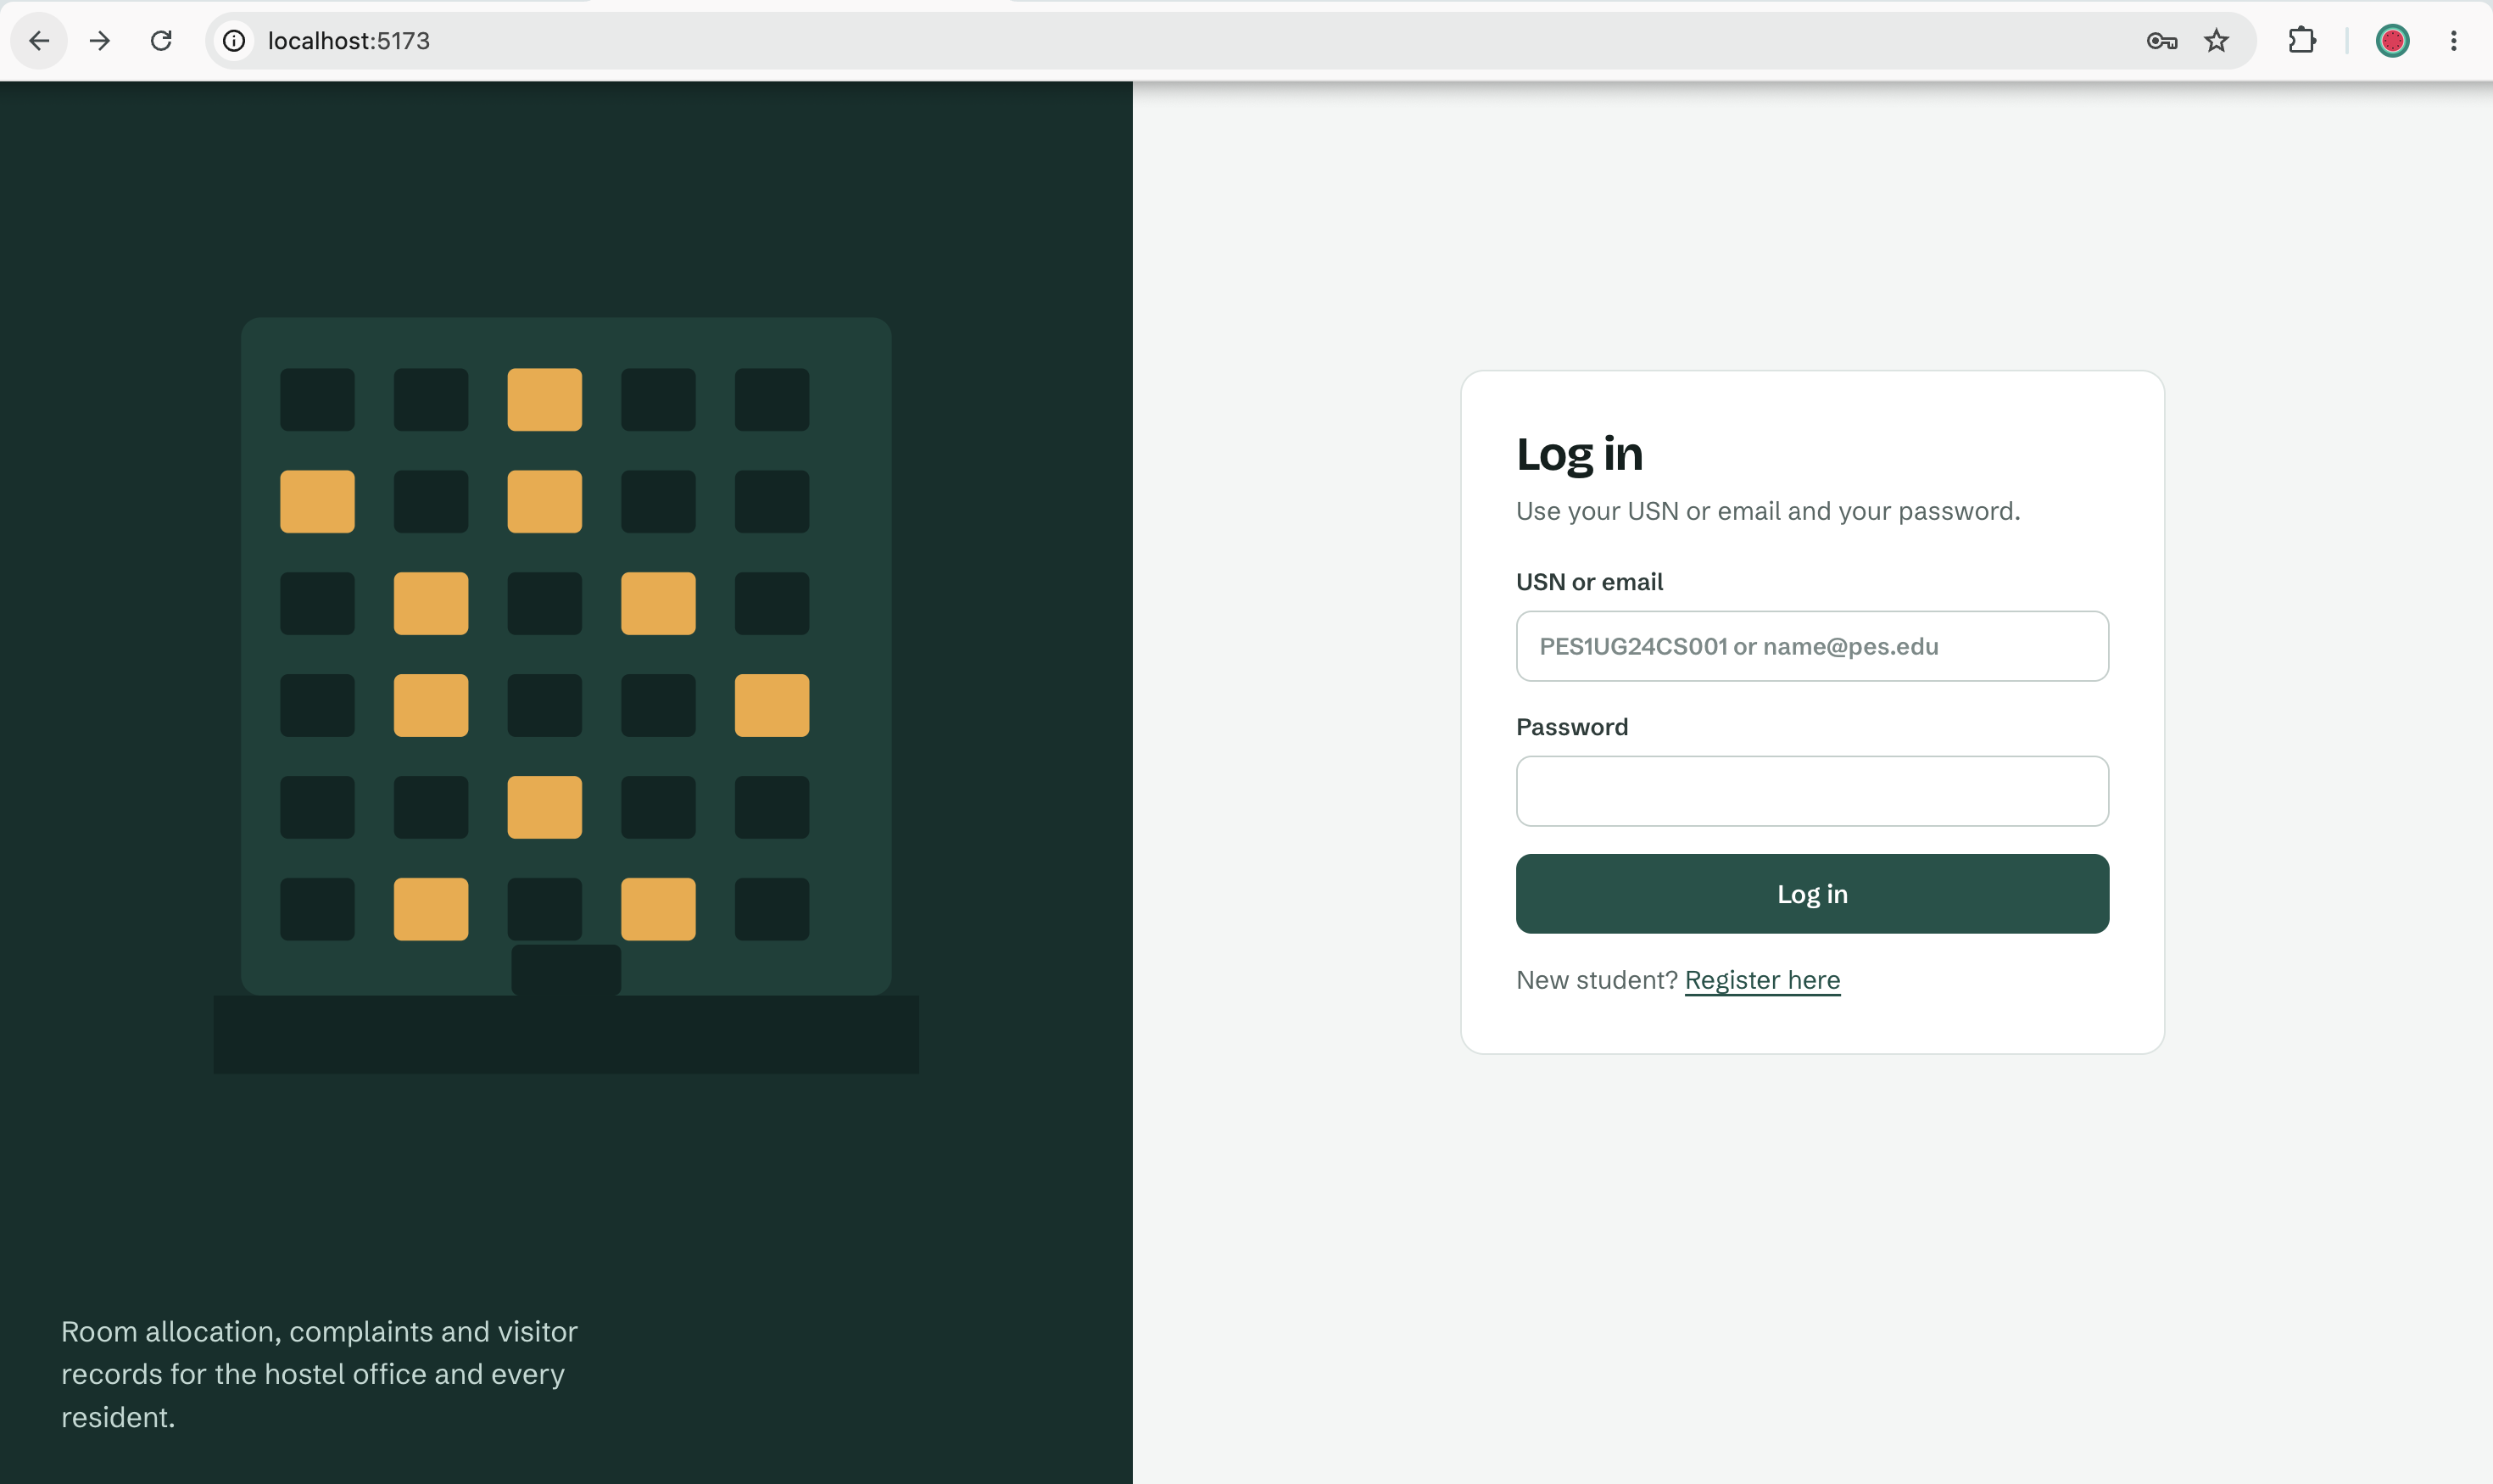 localhost:5173
Room allocation, complaints and visitor
records for the hostel office and every
resident.
Log in
Use your USN or email and your password.
USN or email
PES1UG24CS001 or name@pes.edu
Password
Log in
New student? Register here